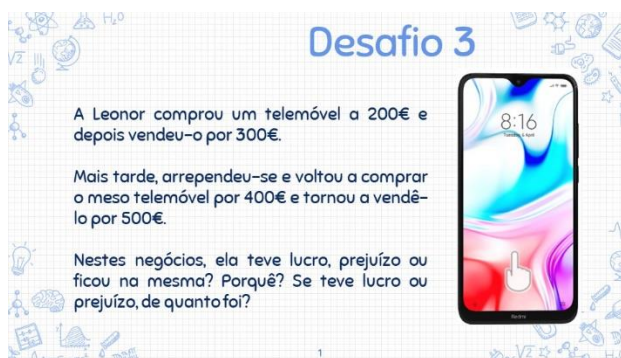 H₂O
Desafio 3
A Leonor comprou um telemóvel a 200€ e
depois vendeu-o por 300€.
Mais tarde, arrependeu-se e voltou a comprar
o meso telemóvel por 400€ e tornou a vendê-
lo por 500€.
Nestes negócios, ela teve lucro, prejuízo ou
ficou na mesma? Porquê? Se teve lucro ou
prejuízo, de quanto foi?
8:16
Redmi
1